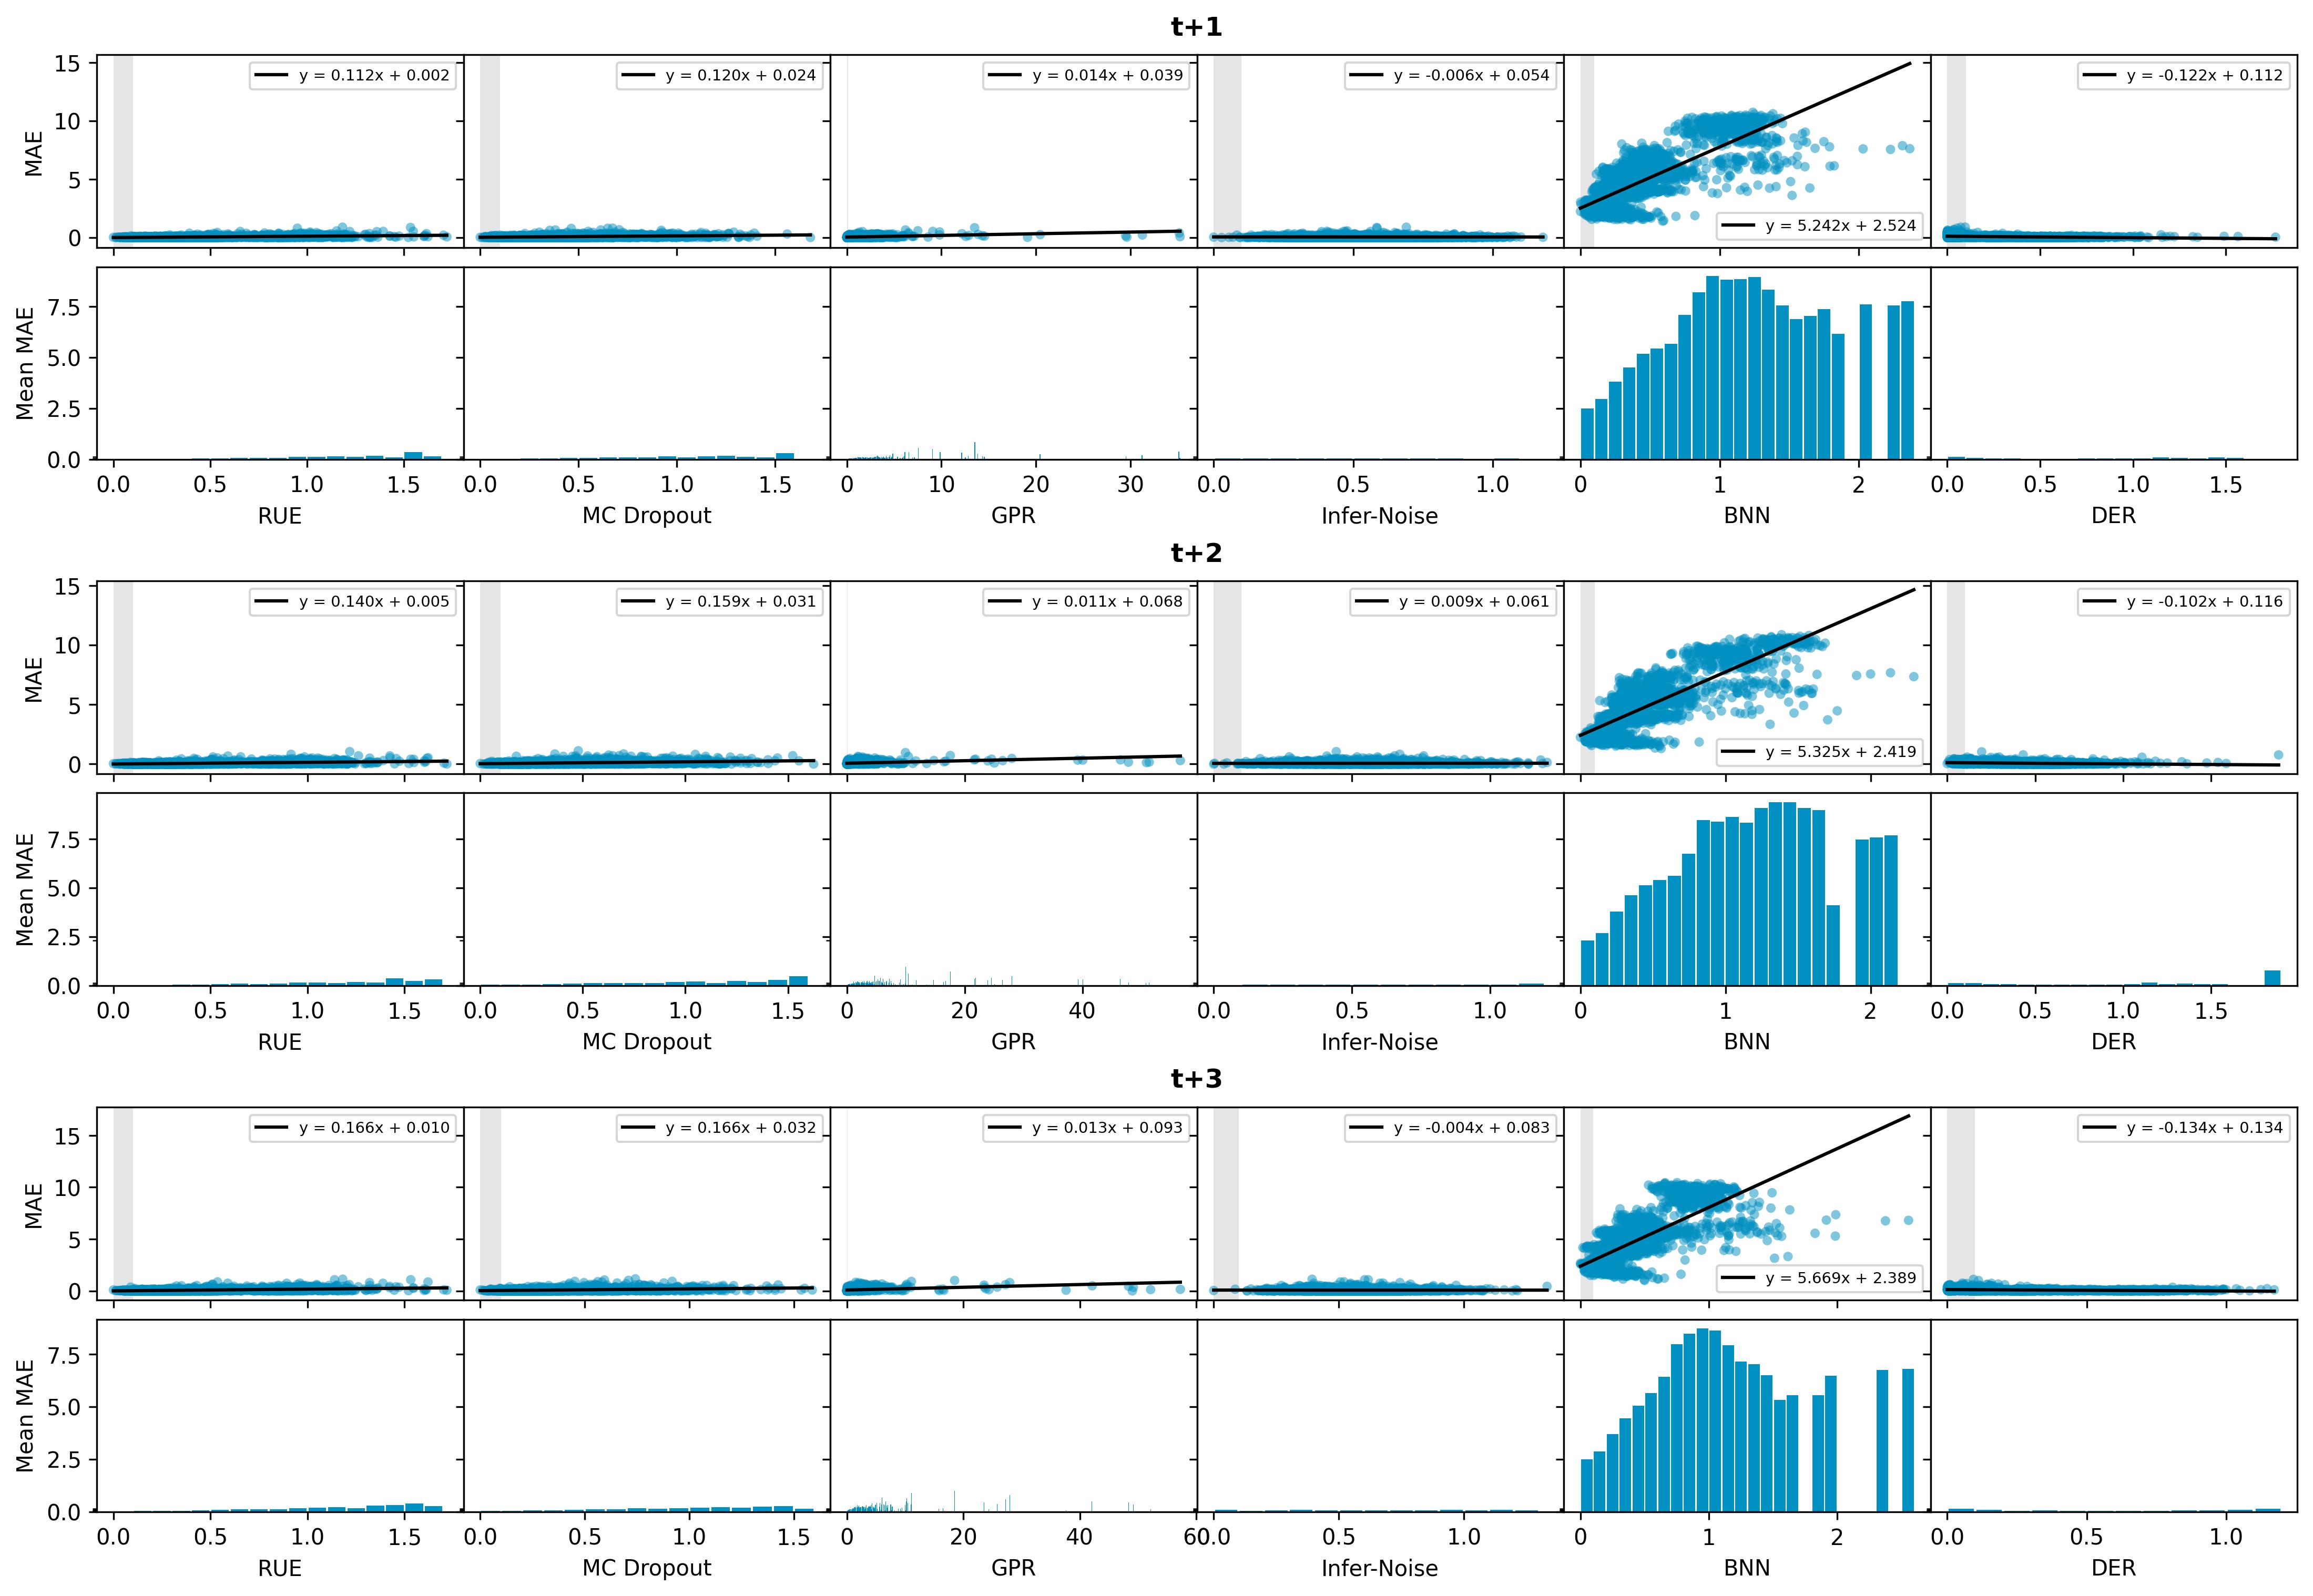 t+1
y = 0.112x + 0.002
y = 0.120x + 0.024
y = 0.014x + 0.039
y = -0.006x + 0.054
y = 5.242x + 2.524
y = -0.122x + 0.112
MAE
15
10
5
0
Mean MAE
7.5
5.0
2.5
0.0
0.0 0.5 1.0 1.5
0.0 0.5 1.0 1.5
0 10 20 30
0.0 0.5 1.0
0 1 2
0.0 0.5 1.0 1.5
RUE
MC Dropout
GPR
Infer-Noise
BNN
DER
t+2
y = 0.140x + 0.005
y = 0.159x + 0.031
y = 0.011x + 0.068
y = 0.009x + 0.061
y = 5.325x + 2.419
y = -0.102x + 0.116
MAE
15
10
5
0
Mean MAE
7.5
5.0
2.5
0.0
0.0 0.5 1.0 1.5
0.0 0.5 1.0 1.5
0 20 40
0.0 0.5 1.0
0 1 2
0.0 0.5 1.0 1.5
RUE
MC Dropout
GPR
Infer-Noise
BNN
DER
t+3
y = 0.166x + 0.010
y = 0.166x + 0.032
y = 0.013x + 0.093
y = -0.004x + 0.083
y = 5.669x + 2.389
y = -0.134x + 0.134
MAE
15
10
5
0
Mean MAE
7.5
5.0
2.5
0.0
0.0 0.5 1.0 1.5
0.0 0.5 1.0 1.5
0 20 40 60
0.0 0.5 1.0
0 1 2
0.0 0.5 1.0
RUE
MC Dropout
GPR
Infer-Noise
BNN
DER